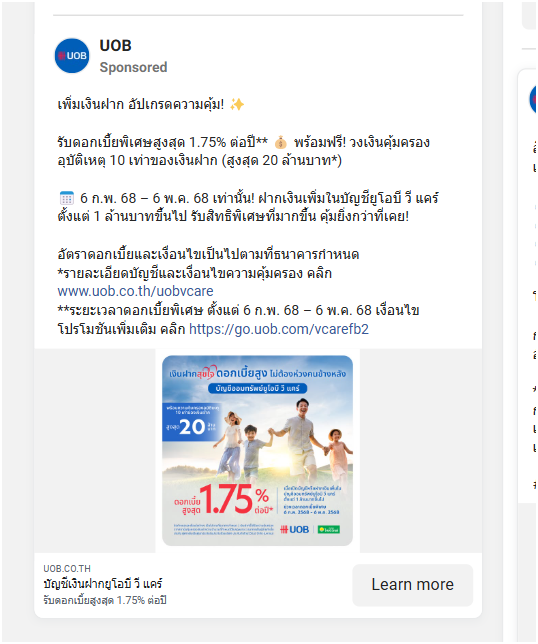 UOB
UOB
Sponsored
เพิ่มเงินฝาก อัปเกรดความคุ้ม! ✨
รับดอกเบี้ยพิเศษสูงสุด 1.75% ต่อปี** 💰 พร้อมฟรี! วงเงินคุ้มครอง
อุบัติเหตุ 10 เท่าของเงินฝาก (สูงสุด 20 ล้านบาท*)
🗓️ 6 ก.พ. 68 – 6 พ.ค. 68 เท่านั้น! ฝากเงินเพิ่มในบัญชียูโอบี วี แคร์
ตั้งแต่ 1 ล้านบาทขึ้นไป รับสิทธิพิเศษที่มากขึ้น คุ้มยิ่งกว่าที่เคย!
อัตราดอกเบี้ยและเงื่อนไขเป็นไปตามที่ธนาคารกำหนด
*รายละเอียดบัญชีและเงื่อนไขความคุ้มครอง คลิก
www.uob.co.th/uobvcare
**ระยะเวลาดอกเบี้ยพิเศษ ตั้งแต่ 6 ก.พ. 68 – 6 พ.ค. 68 เงื่อนไข
โปรโมชันเพิ่มเติม คลิก https://go.uob.com/vcarefb2
เงินฝากสุขใจ ดอกเบี้ยสูง ไม่ต้องห่วงคนข้างหลัง
บัญชีออมทรัพย์ยูโอบี วี แคร์
สูงสุด 20 ล้านบาท
ดอกเบี้ย
สูงสุด 1.75% ต่อปี*
6 ก.พ. 2568 - 6 พ.ค. 2568
UOB
UOB.CO.TH
บัญชีเงินฝากยูโอบี วี แคร์
รับดอกเบี้ยสูงสุด 1.75% ต่อปี
Learn more